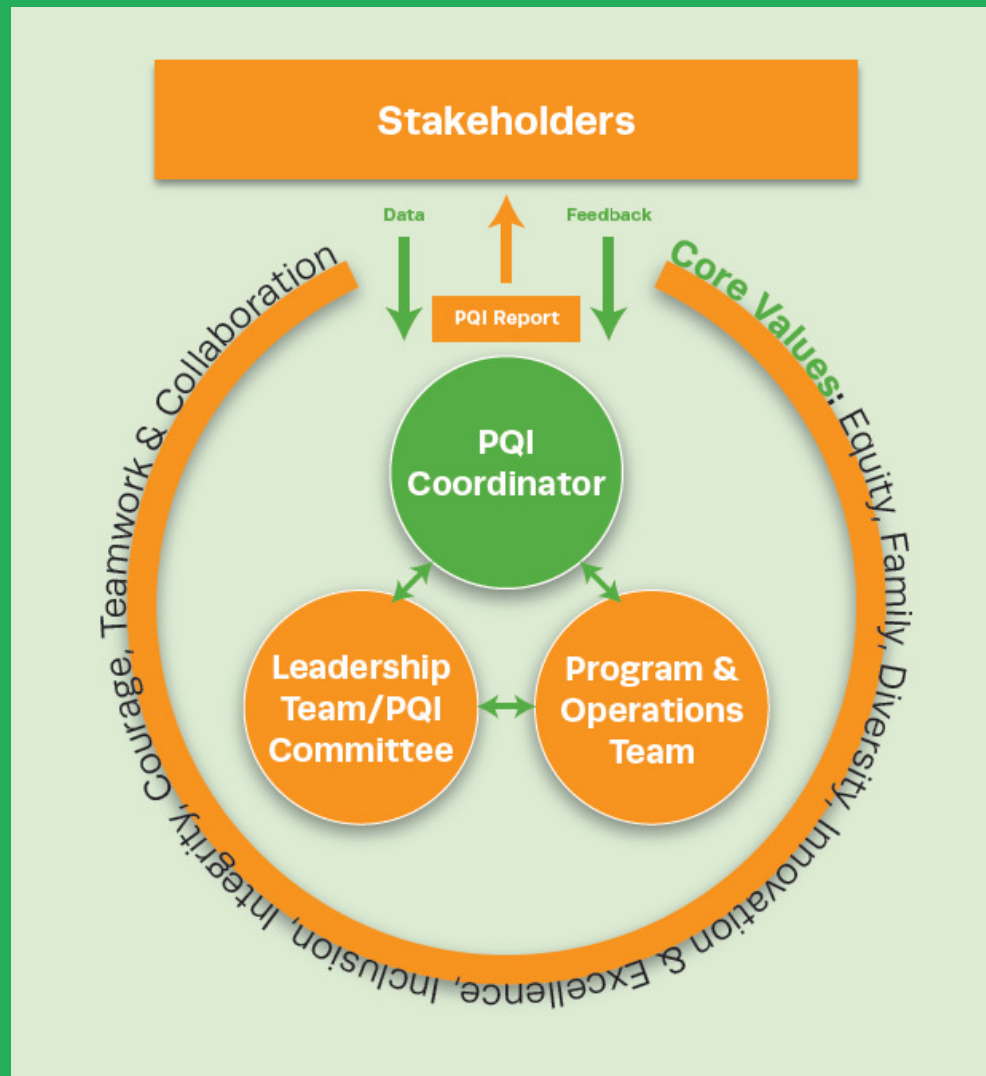 Stakeholders
Data
Feedback
PQI Report
Core Values: Equity, Family, Diversity, Innovation & Excellence, Inclusion, Integrity, Courage, Teamwork & Collaboration
PQI
Coordinator
Leadership
Team/PQI
Committee
Program &
Operations
Team